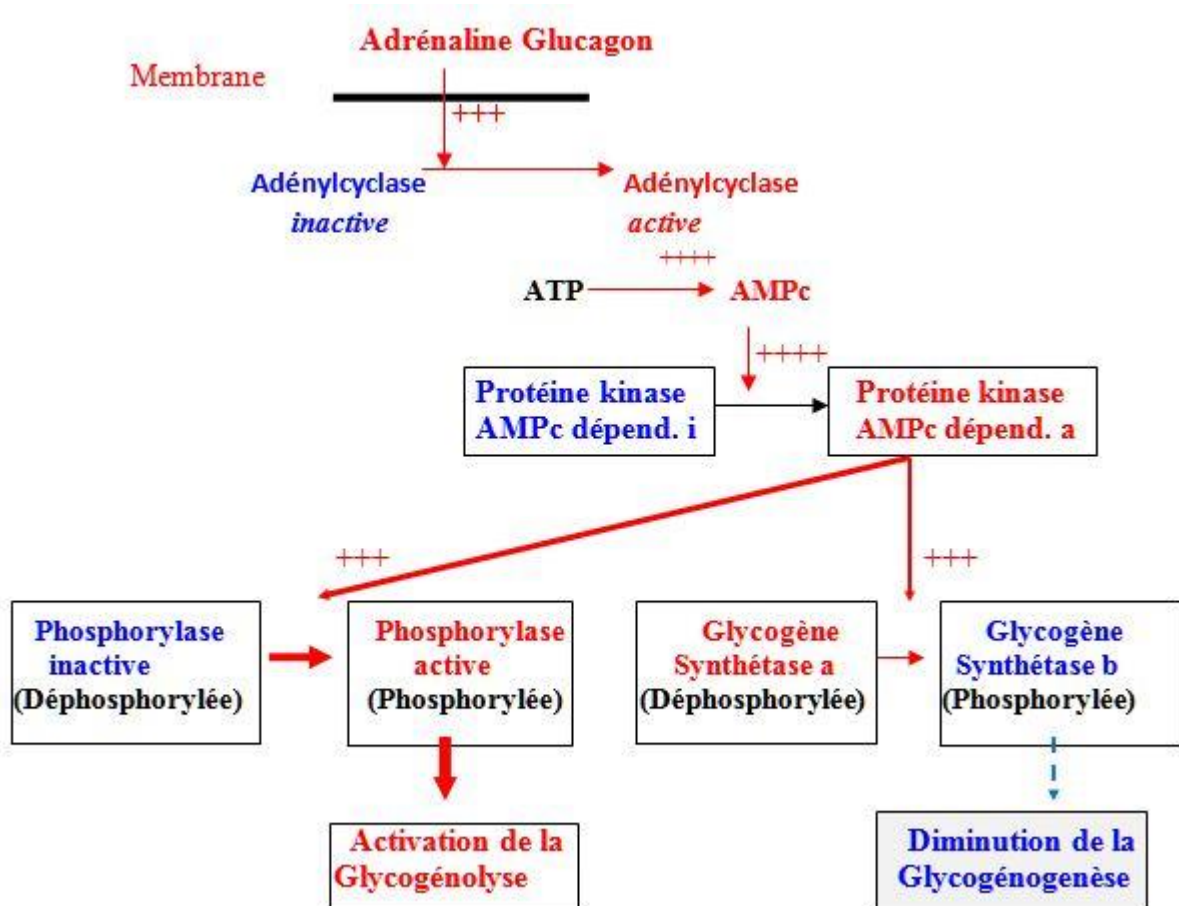 Adrénaline Glucagon
Membrane
+++
Adénylcyclase
inactive
Adénylcyclase
active
++++
ATP
AMPc
++++
Protéine kinase
AMPc dépend. i
Protéine kinase
AMPc dépend. a
+++
+++
Phosphorylase
inactive
(Déphosphorylée)
Phosphorylase
active
(Phosphorylée)
Glycogène
Synthétase a
(Déphosphorylée)
Glycogène
Synthétase b
(Phosphorylée)
Activation de la
Glycogénolyse
Diminution de la
Glycogénogenèse